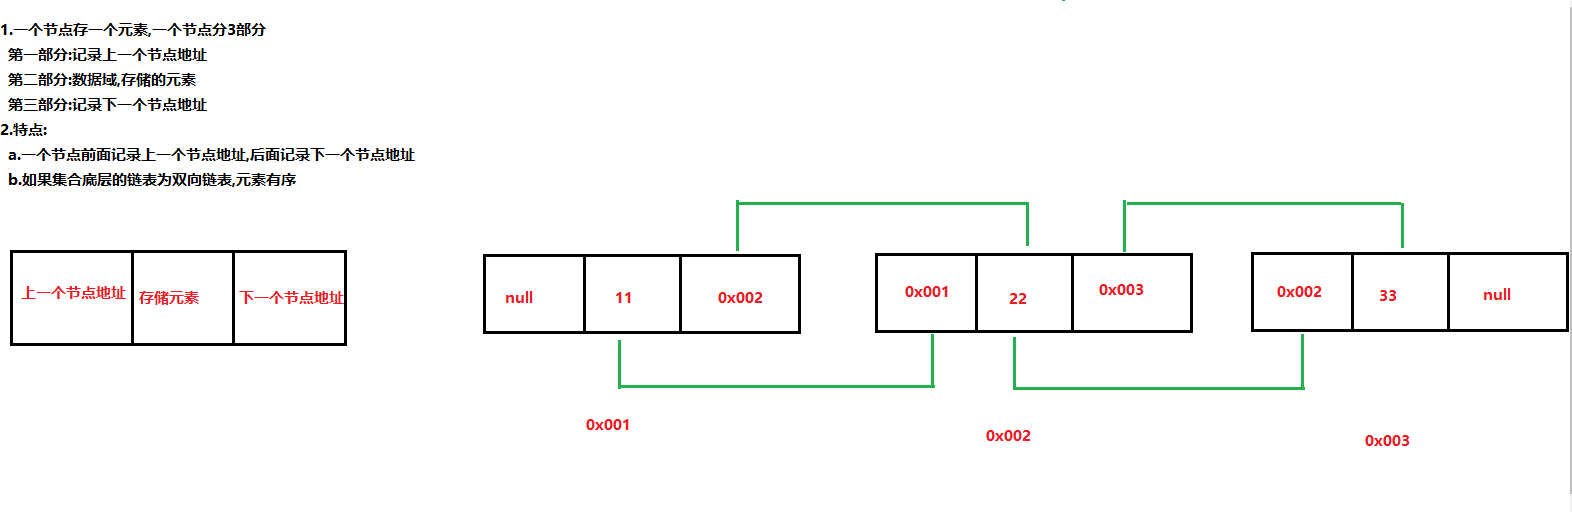 1.一个节点存一个元素,一个节点分3部分
第一部分:记录上一个节点地址
第二部分:数据域,存储的元素
第三部分:记录下一个节点地址
2.特点:
a.一个节点前面记录上一个节点地址,后面记录下一个节点地址
b.如果集合底层的链表为双向链表,元素有序
上一个节点地址 存储元素 下一个节点地址
null 11 0x002
0x001 22 0x003
0x002 33 null
0x001
0x002
0x003